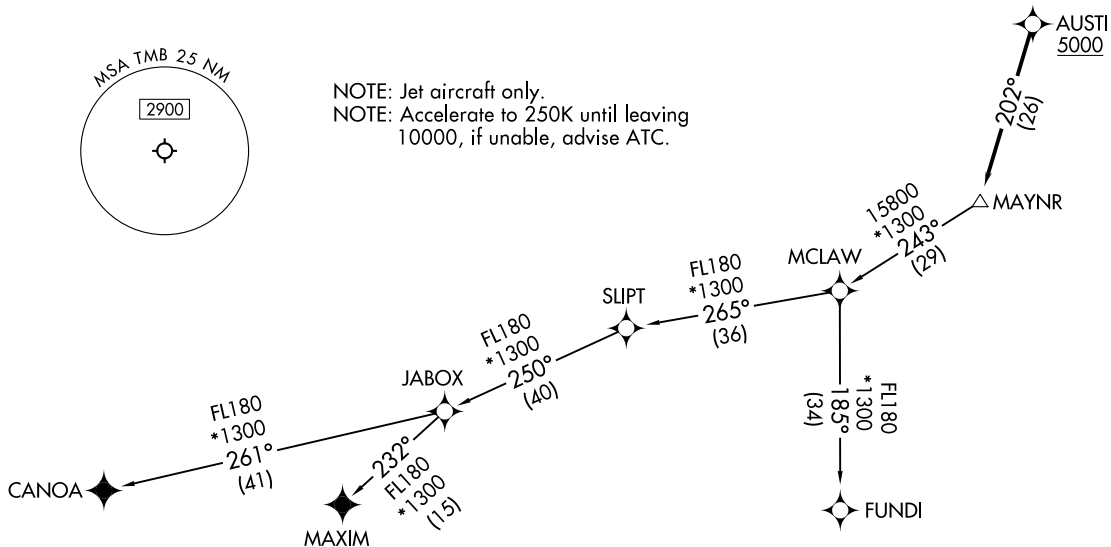 MSA TMB 25 NM
2900
NOTE: Jet aircraft only.
NOTE: Accelerate to 250K until leaving
10000, if unable, advise ATC.
AUSTI
5000
202°
(26)
MAYNR
15800
*1300
243°
(29)
MCLAW
FL180
*1300
265°
(36)
SLIPT
FL180
*1300
250°
(40)
JABOX
FL180
*1300
261°
(41)
CANOA
232°
FL180
*1300
(15)
MAXIM
FL180
*1300
185°
(34)
FUNDI